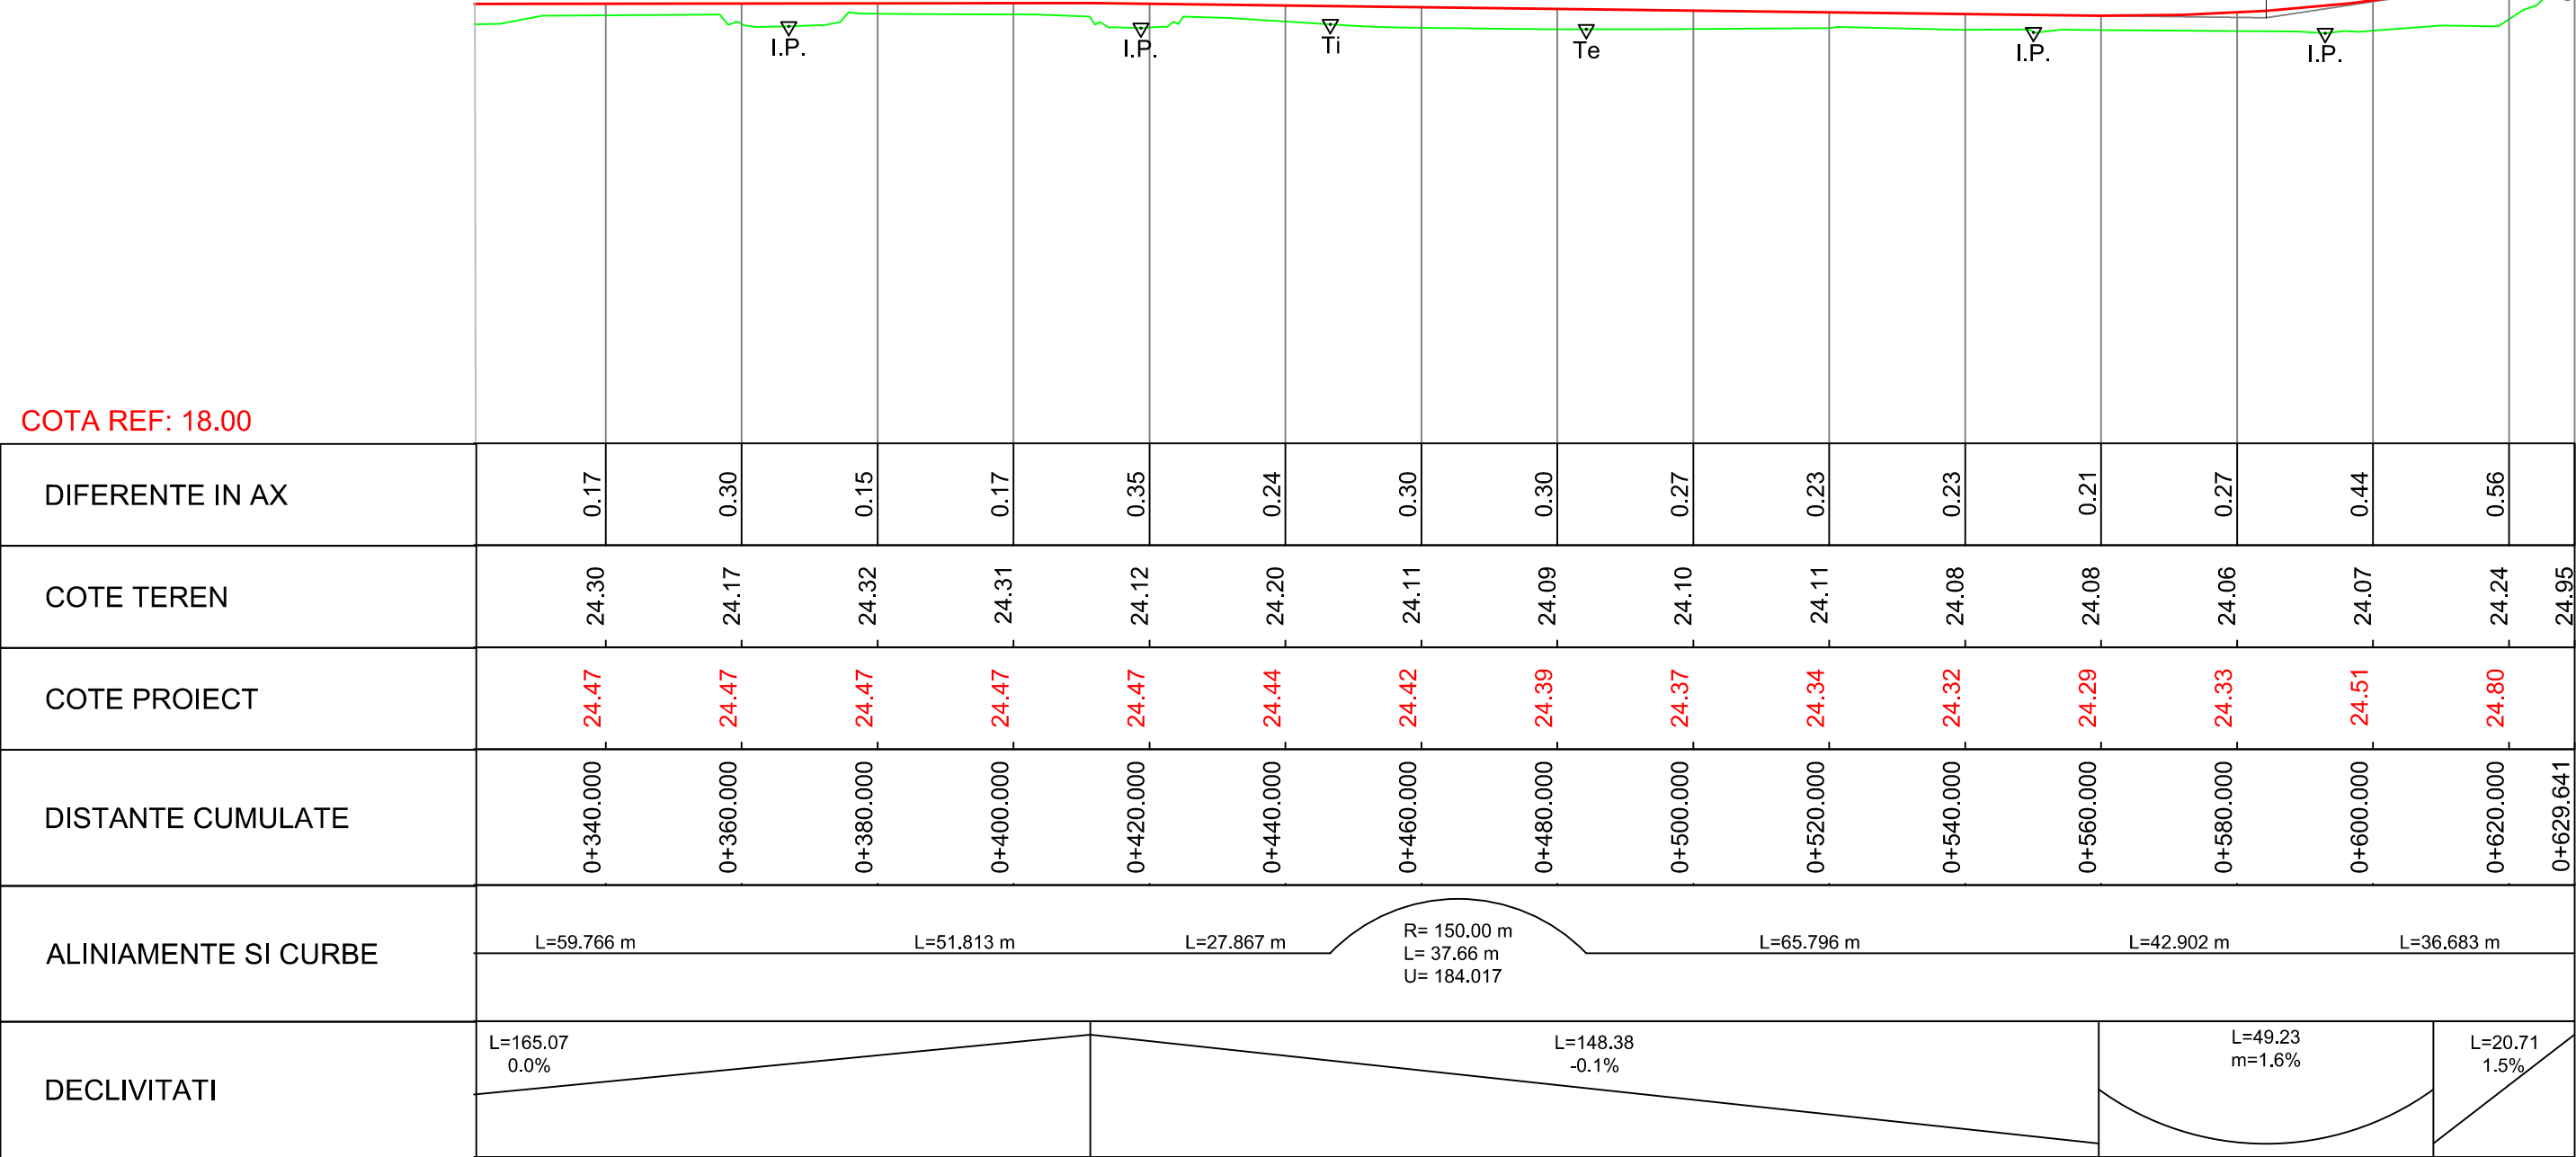 I.P.
I.P.
Ti
Te
I.P.
I.P.
COTA REF: 18.00
DIFERENTE IN AX
0.17
0.30
0.15
0.17
0.35
0.24
0.30
0.30
0.27
0.23
0.23
0.21
0.27
0.44
0.56
COTE TEREN
24.30
24.17
24.32
24.31
24.12
24.20
24.11
24.09
24.10
24.11
24.08
24.08
24.06
24.07
24.24
24.95
COTE PROIECT
24.47
24.47
24.47
24.47
24.47
24.44
24.42
24.39
24.37
24.34
24.32
24.29
24.33
24.51
24.80
DISTANTE CUMULATE
0+340.000
0+360.000
0+380.000
0+400.000
0+420.000
0+440.000
0+460.000
0+480.000
0+500.000
0+520.000
0+540.000
0+560.000
0+580.000
0+600.000
0+620.000
0+629.641
ALINIAMENTE SI CURBE
L=59.766 m
L=51.813 m
L=27.867 m
R= 150.00 m
L= 37.66 m
U= 184.017
L=65.796 m
L=42.902 m
L=36.683 m
DECLIVITATI
L=165.07
0.0%
L=148.38
-0.1%
L=49.23
m=1.6%
L=20.71
1.5%